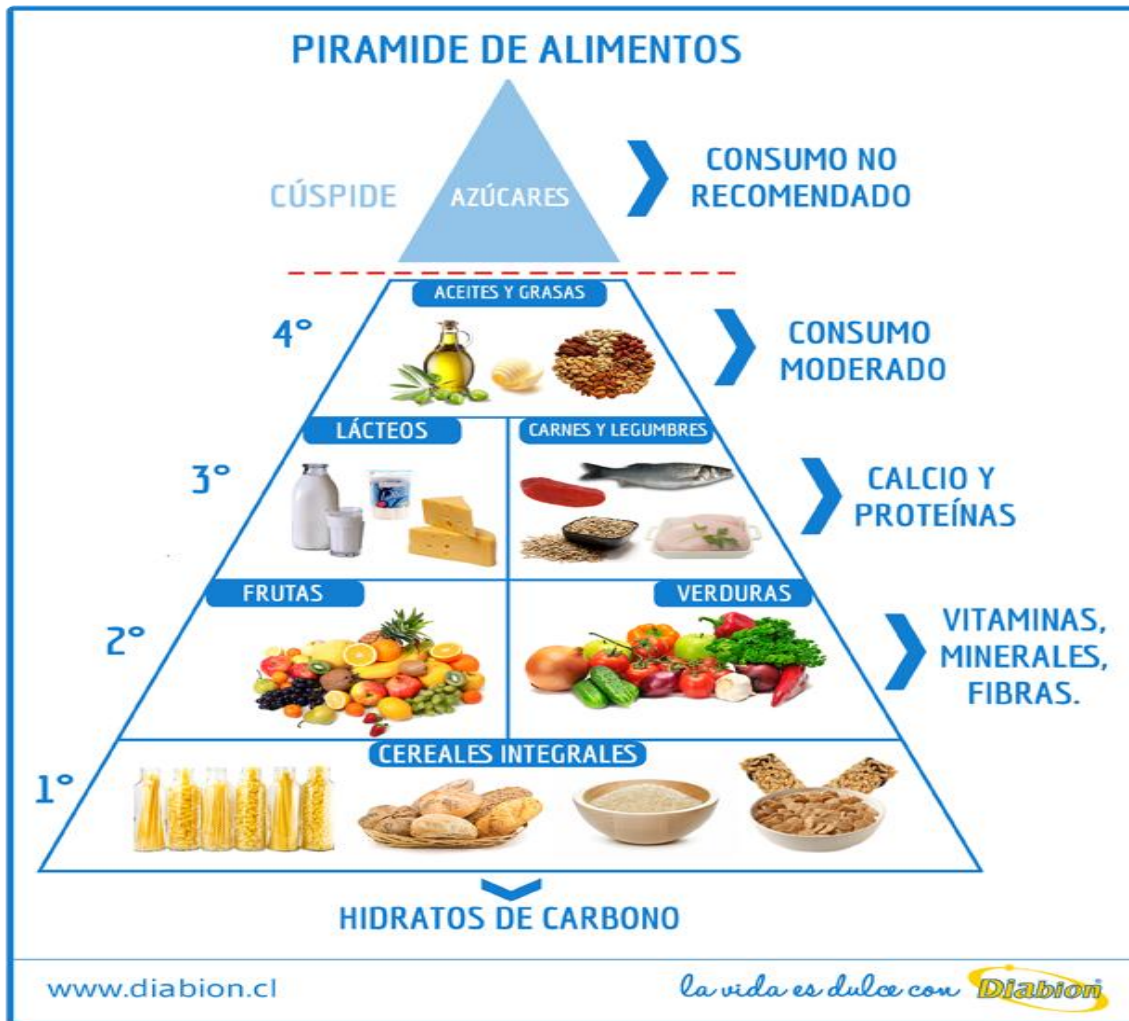 PIRAMIDE DE ALIMENTOS
CÚSPIDE
AZÚCARES
CONSUMO NO
RECOMENDADO
ACEITES Y GRASAS
4°
CONSUMO
MODERADO
LÁCTEOS
CARNES Y LEGUMBRES
3°
CALCIO Y
PROTEÍNAS
FRUTAS
VERDURAS
2°
VITAMINAS,
MINERALES,
FIBRAS.
CEREALES INTEGRALES
1°
HIDRATOS DE CARBONO
www.diabion.cl
la vida es dulce con Diabion